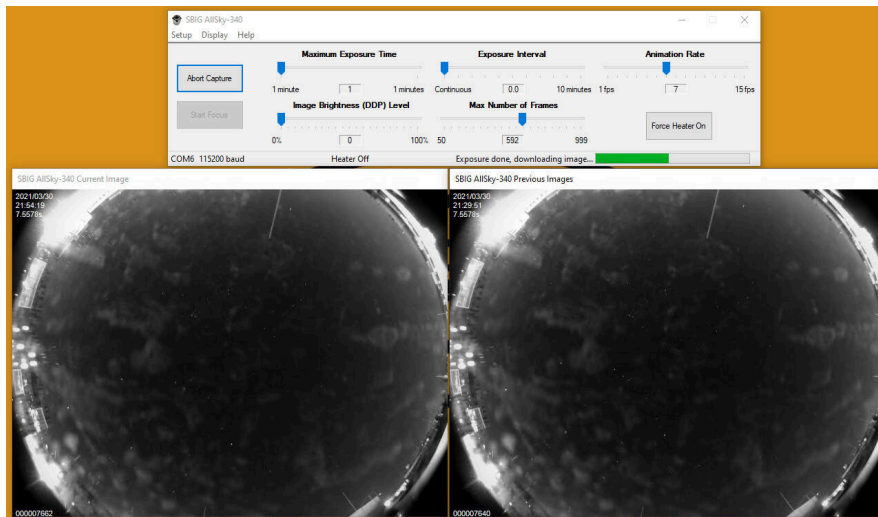 SBIG AllSky-340
Setup Display Help
Maximum Exposure Time
Exposure Interval
Animation Rate
Abort Capture
1 minute 1 1 minutes
Continuous 0.0 10 minutes
1 fps 7 15 fps
Start Focus
Image Brightness (DDP) Level
Max Number of Frames
Force Heater On
0% 0 100%
50 592 999
COM6 115200 baud
Heater Off
Exposure done, downloading image...
SBIG AllSky-340 Current Image
2021/03/30
21:54:19
7.5578s
000007662
SBIG AllSky-340 Previous Images
2021/03/30
21:29:51
7.5578s
000007640